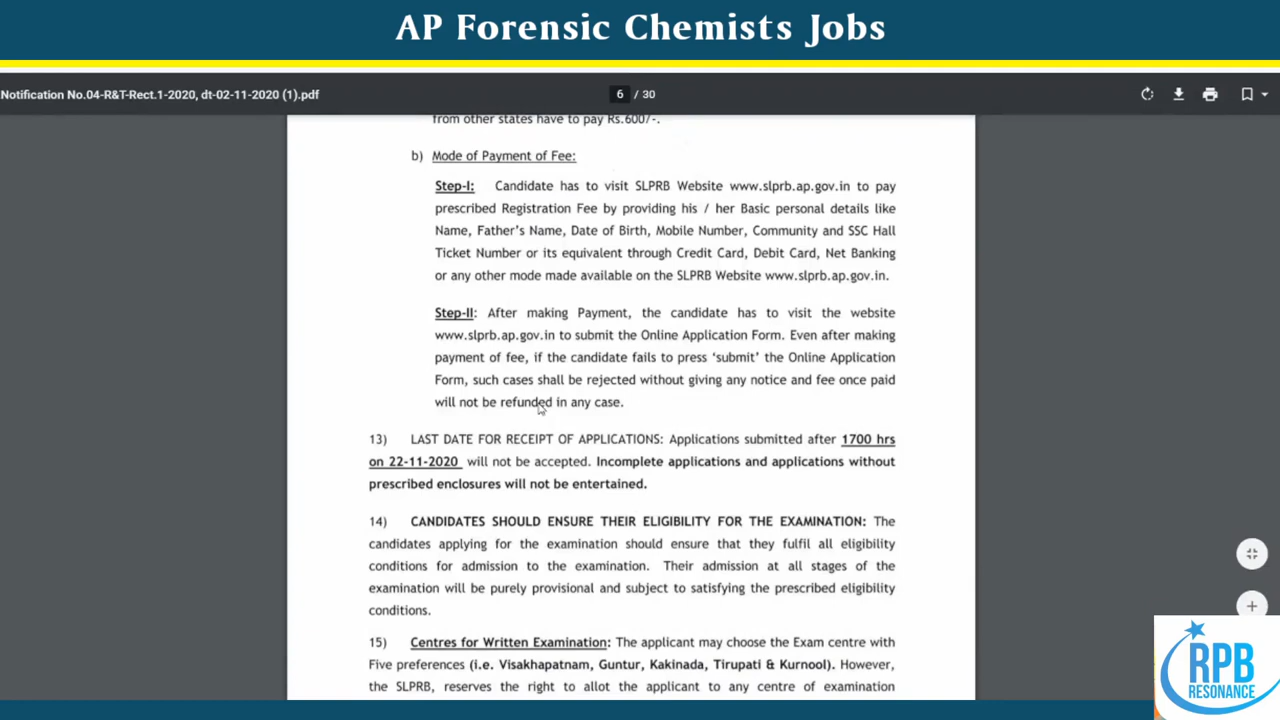 AP Forensic Chemists Jobs
Notification No.04-R&T-Rect.1-2020, dt-02-11-2020 (1).pdf
6 / 30
from other states have to pay Rs.600/-.
b) Mode of Payment of Fee:
Step-I: Candidate has to visit SLPRB Website www.slprb.ap.gov.in to pay
prescribed Registration Fee by providing his / her Basic personal details like
Name, Father's Name, Date of Birth, Mobile Number, Community and SSC Hall
Ticket Number or its equivalent through Credit Card, Debit Card, Net Banking
or any other mode made available on the SLPRB Website www.slprb.ap.gov.in.
Step-II: After making Payment, the candidate has to visit the website
www.slprb.ap.gov.in to submit the Online Application Form. Even after making
payment of fee, if the candidate fails to press ‘submit’ the Online Application
Form, such cases shall be rejected without giving any notice and fee once paid
will not be refunded in any case.
13) LAST DATE FOR RECEIPT OF APPLICATIONS: Applications submitted after 1700 hrs
on 22-11-2020 will not be accepted. Incomplete applications and applications without
prescribed enclosures will not be entertained.
14) CANDIDATES SHOULD ENSURE THEIR ELIGIBILITY FOR THE EXAMINATION: The
candidates applying for the examination should ensure that they fulfil all eligibility
conditions for admission to the examination. Their admission at all stages of the
examination will be purely provisional and subject to satisfying the prescribed eligibility
conditions.
15) Centres for Written Examination: The applicant may choose the Exam centre with
Five preferences (i.e. Visakhapatnam, Guntur, Kakinada, Tirupati & Kurnool). However,
the SLPRB, reserves the right to allot the applicant to any centre of examination
RPB
RESONANCE